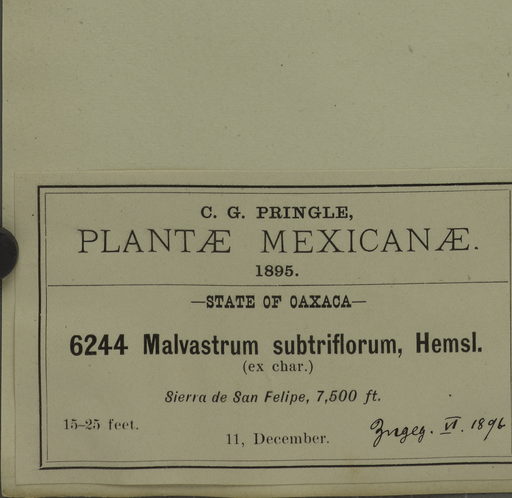 C. G. PRINGLE,
PLANTÆ MEXICANÆ.
1895.
—STATE OF OAXACA—
6244 Malvastrum subtriflorum, Hemsl.
(ex char.)
Sierra de San Felipe, 7,500 ft.
15–25 feet.
11, December.
Zugeg. VI. 1896